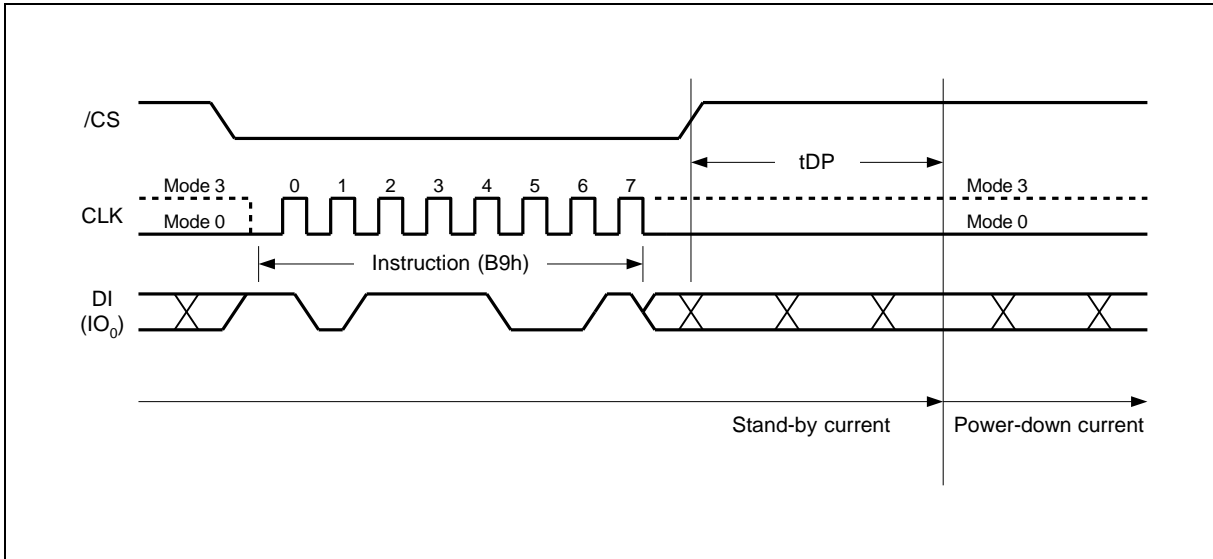 /CS
tDP
Mode 3 0 1 2 3 4 5 6 7 Mode 3
CLK
Mode 0 Mode 0
Instruction (B9h)
DI
(IO0)
Stand-by current Power-down current